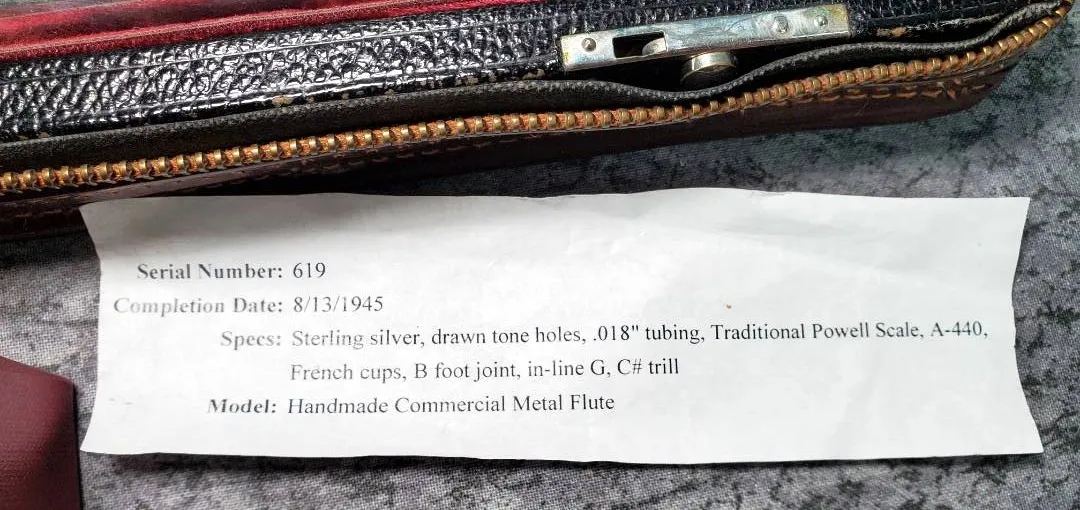 Serial Number: 619
Completion Date: 8/13/1945
Specs: Sterling silver, drawn tone holes, .018" tubing, Traditional Powell Scale, A-440,
French cups, B foot joint, in-line G, C# trill
Model: Handmade Commercial Metal Flute